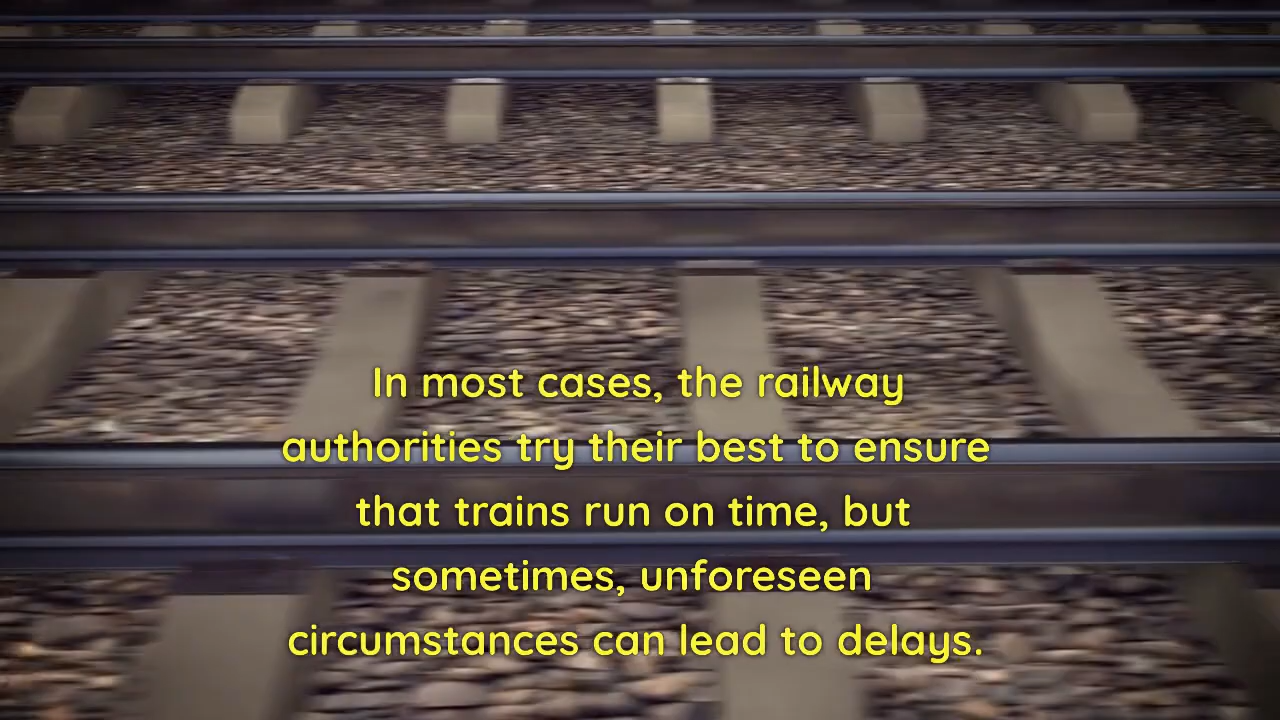 In most cases, the railway
authorities try their best to ensure
that trains run on time, but
sometimes, unforeseen
circumstances can lead to delays.